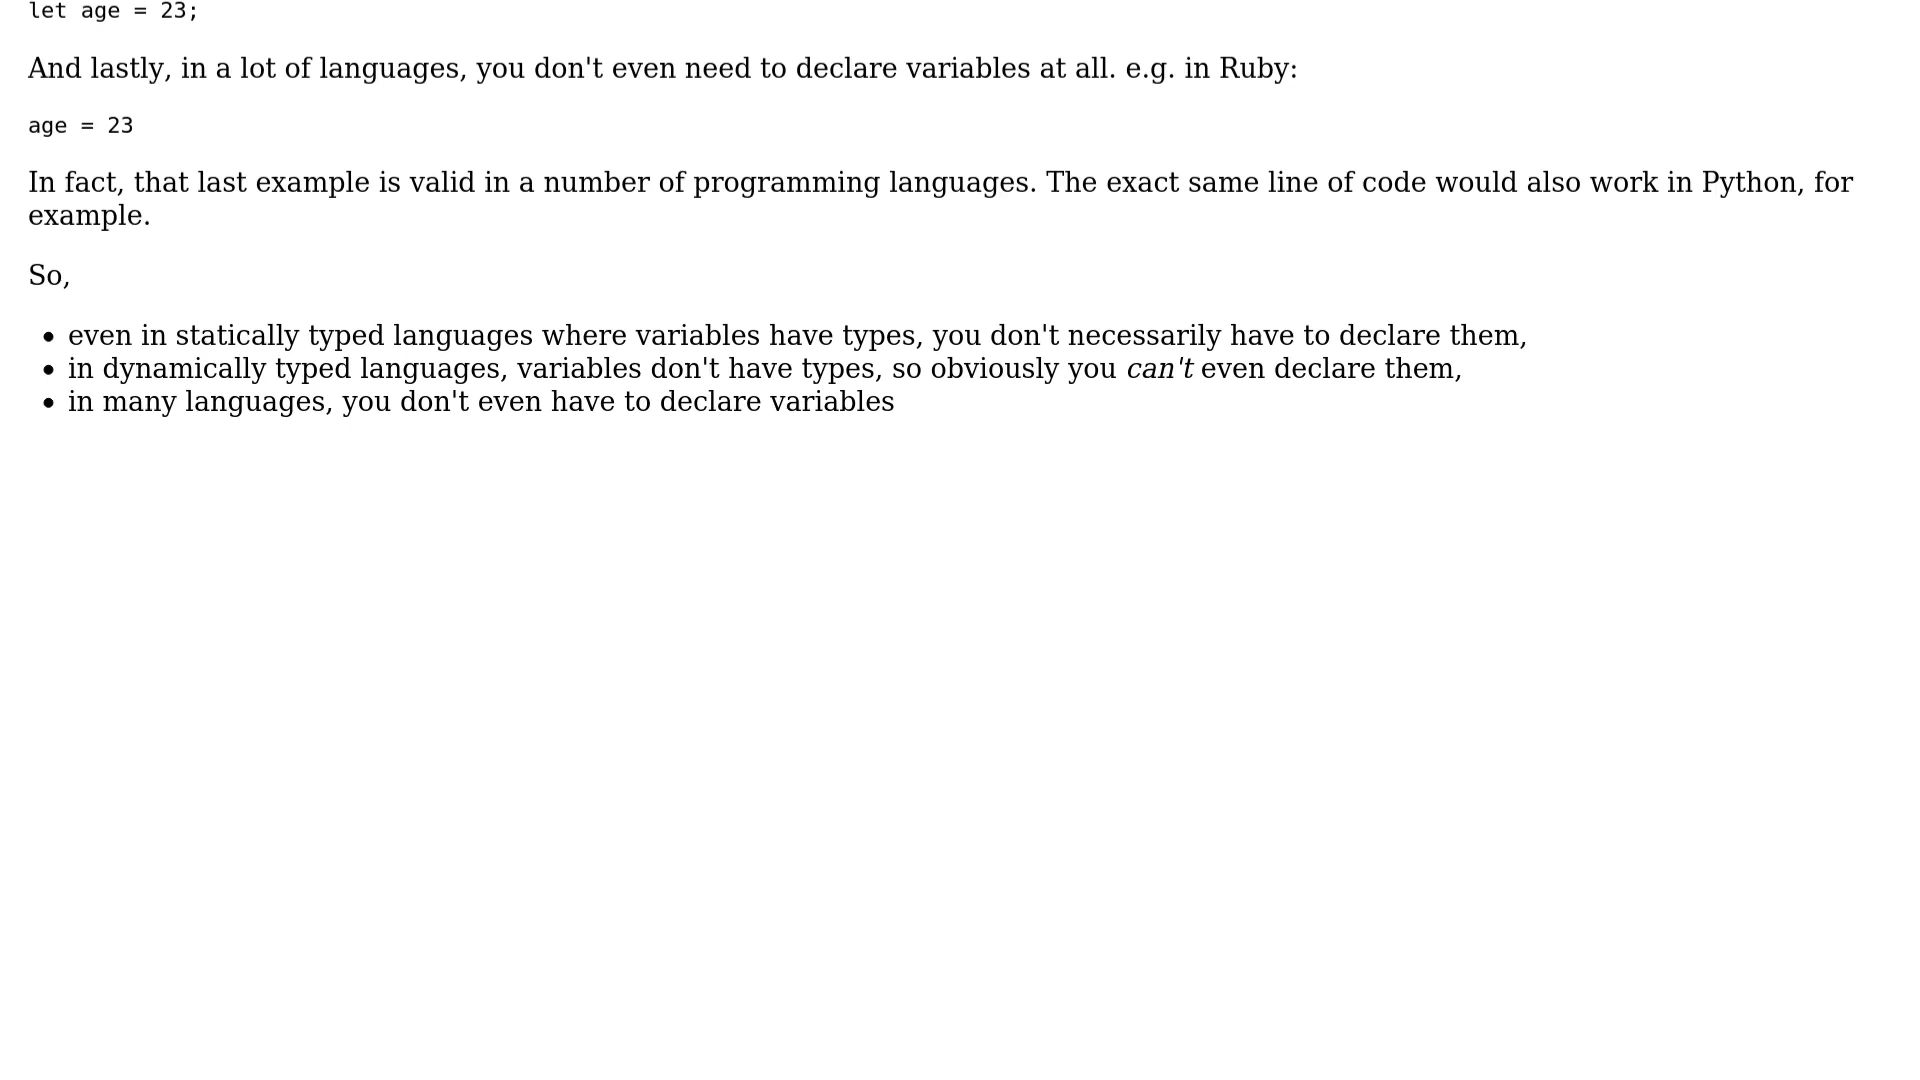 let age = 23;
And lastly, in a lot of languages, you don't even need to declare variables at all. e.g. in Ruby:
age = 23
In fact, that last example is valid in a number of programming languages. The exact same line of code would also work in Python, for
example.
So,
• even in statically typed languages where variables have types, you don't necessarily have to declare them,
• in dynamically typed languages, variables don't have types, so obviously you can't even declare them,
• in many languages, you don't even have to declare variables